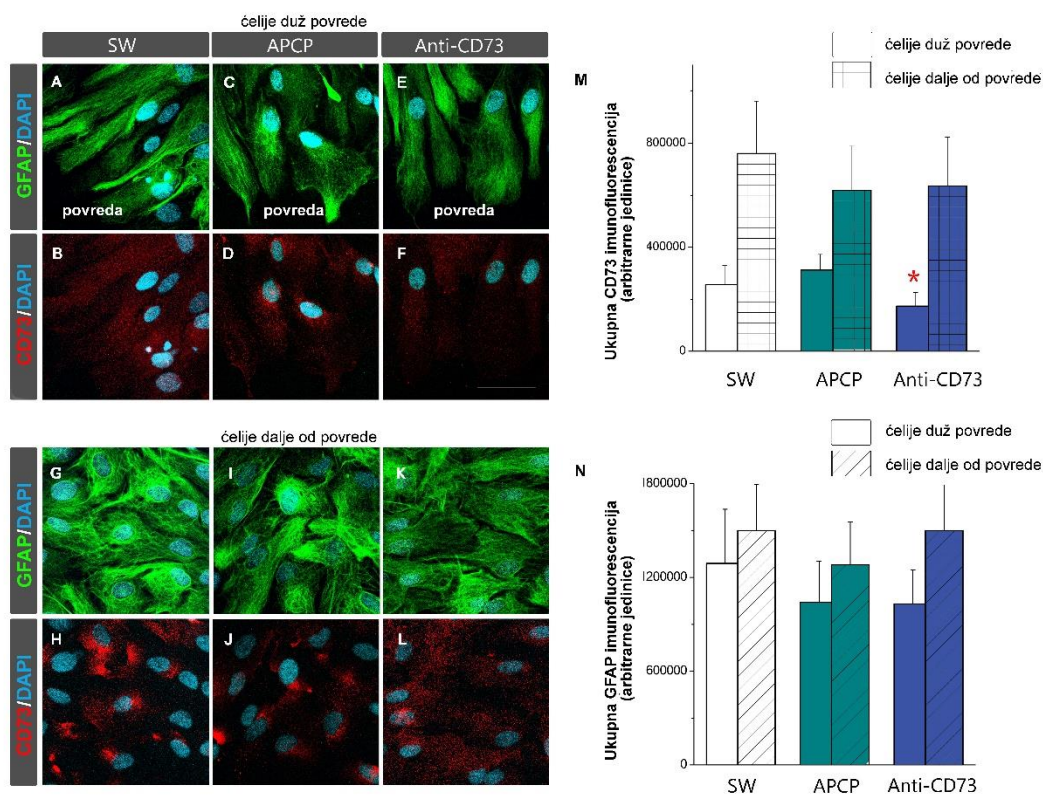 ćelije duž povrede
SW
APCP
Anti-CD73
GFAP/DAPI
A
povreda
C
povreda
E
povreda
CD73/DAPI
B
D
F
ćelije dalje od povrede
GFAP/DAPI
G
I
K
CD73/DAPI
H
J
L
M
ćelije duž povrede
ćelije dalje od povrede
Ukupna CD73 imunofluorescencija
(arbitrarne jedinice)
800000
400000
0
*
SW
APCP
Anti-CD73
N
ćelije duž povrede
ćelije dalje od povrede
Ukupna GFAP imunofluorescencija
(arbitrarne jedinice)
1800000
1200000
600000
0
SW
APCP
Anti-CD73